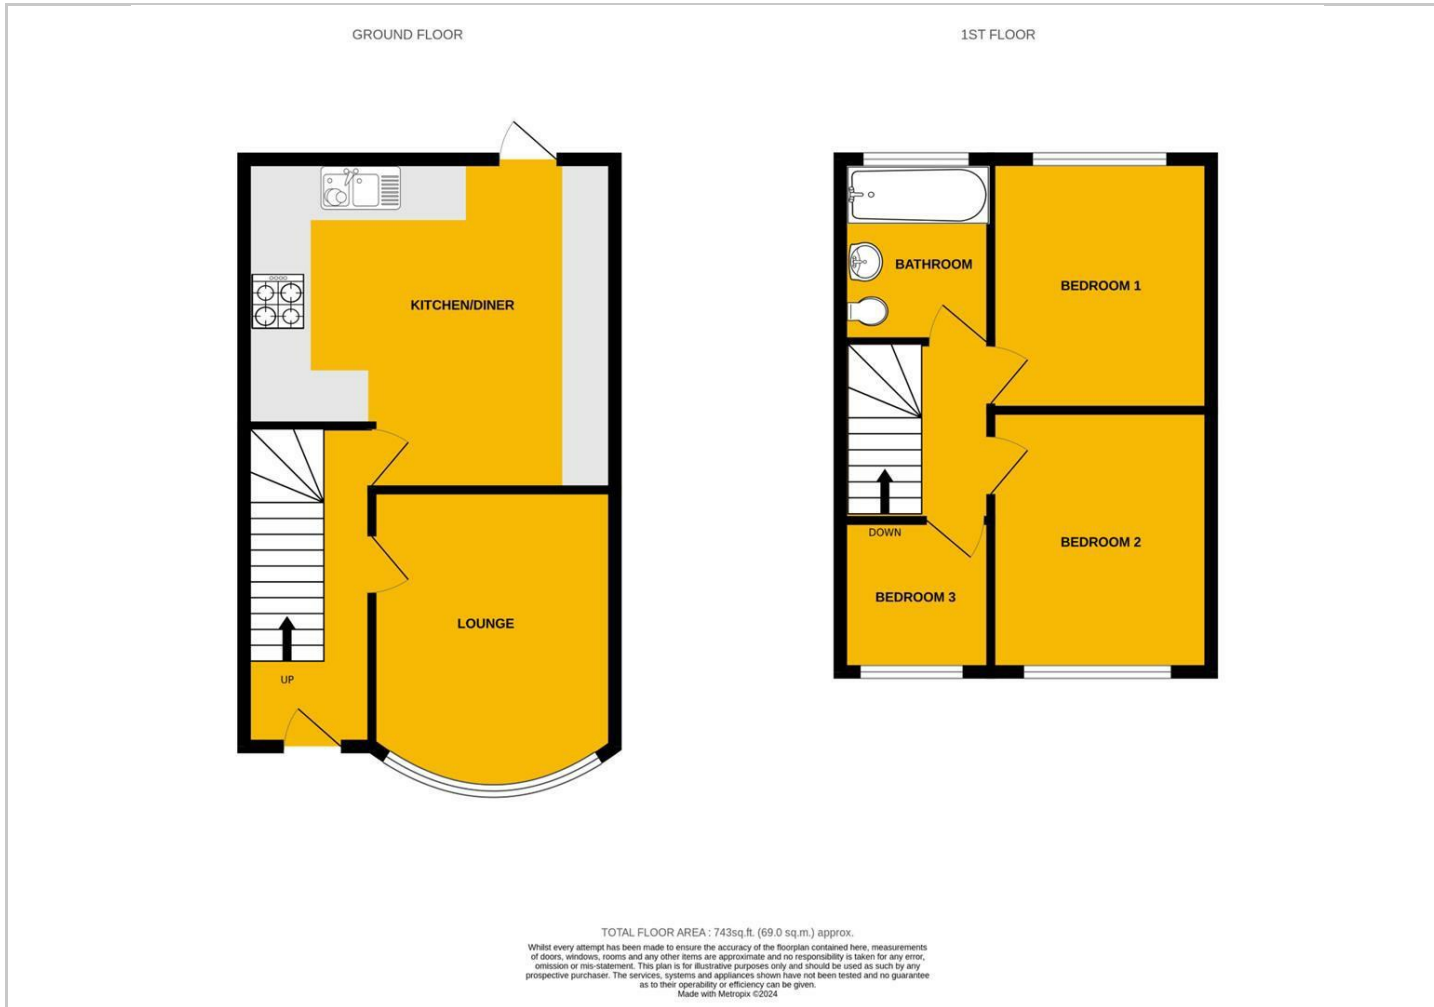 GROUND FLOOR
1ST FLOOR
KITCHEN/DINER
LOUNGE
UP
BATHROOM
BEDROOM 1
BEDROOM 2
DOWN
BEDROOM 3
TOTAL FLOOR AREA : 743sq.ft. (69.0 sq.m.) approx.
Whilst every attempt has been made to ensure the accuracy of the floorplan contained here, measurements
of doors, windows, rooms and any other items are approximate and no responsibility is taken for any error,
omission or mis-statement. This plan is for illustrative purposes only and should be used as such by any
prospective purchaser. The services, systems and appliances shown have not been tested and no guarantee
as to their operability or efficiency can be given.
Made with Metropix ©2024